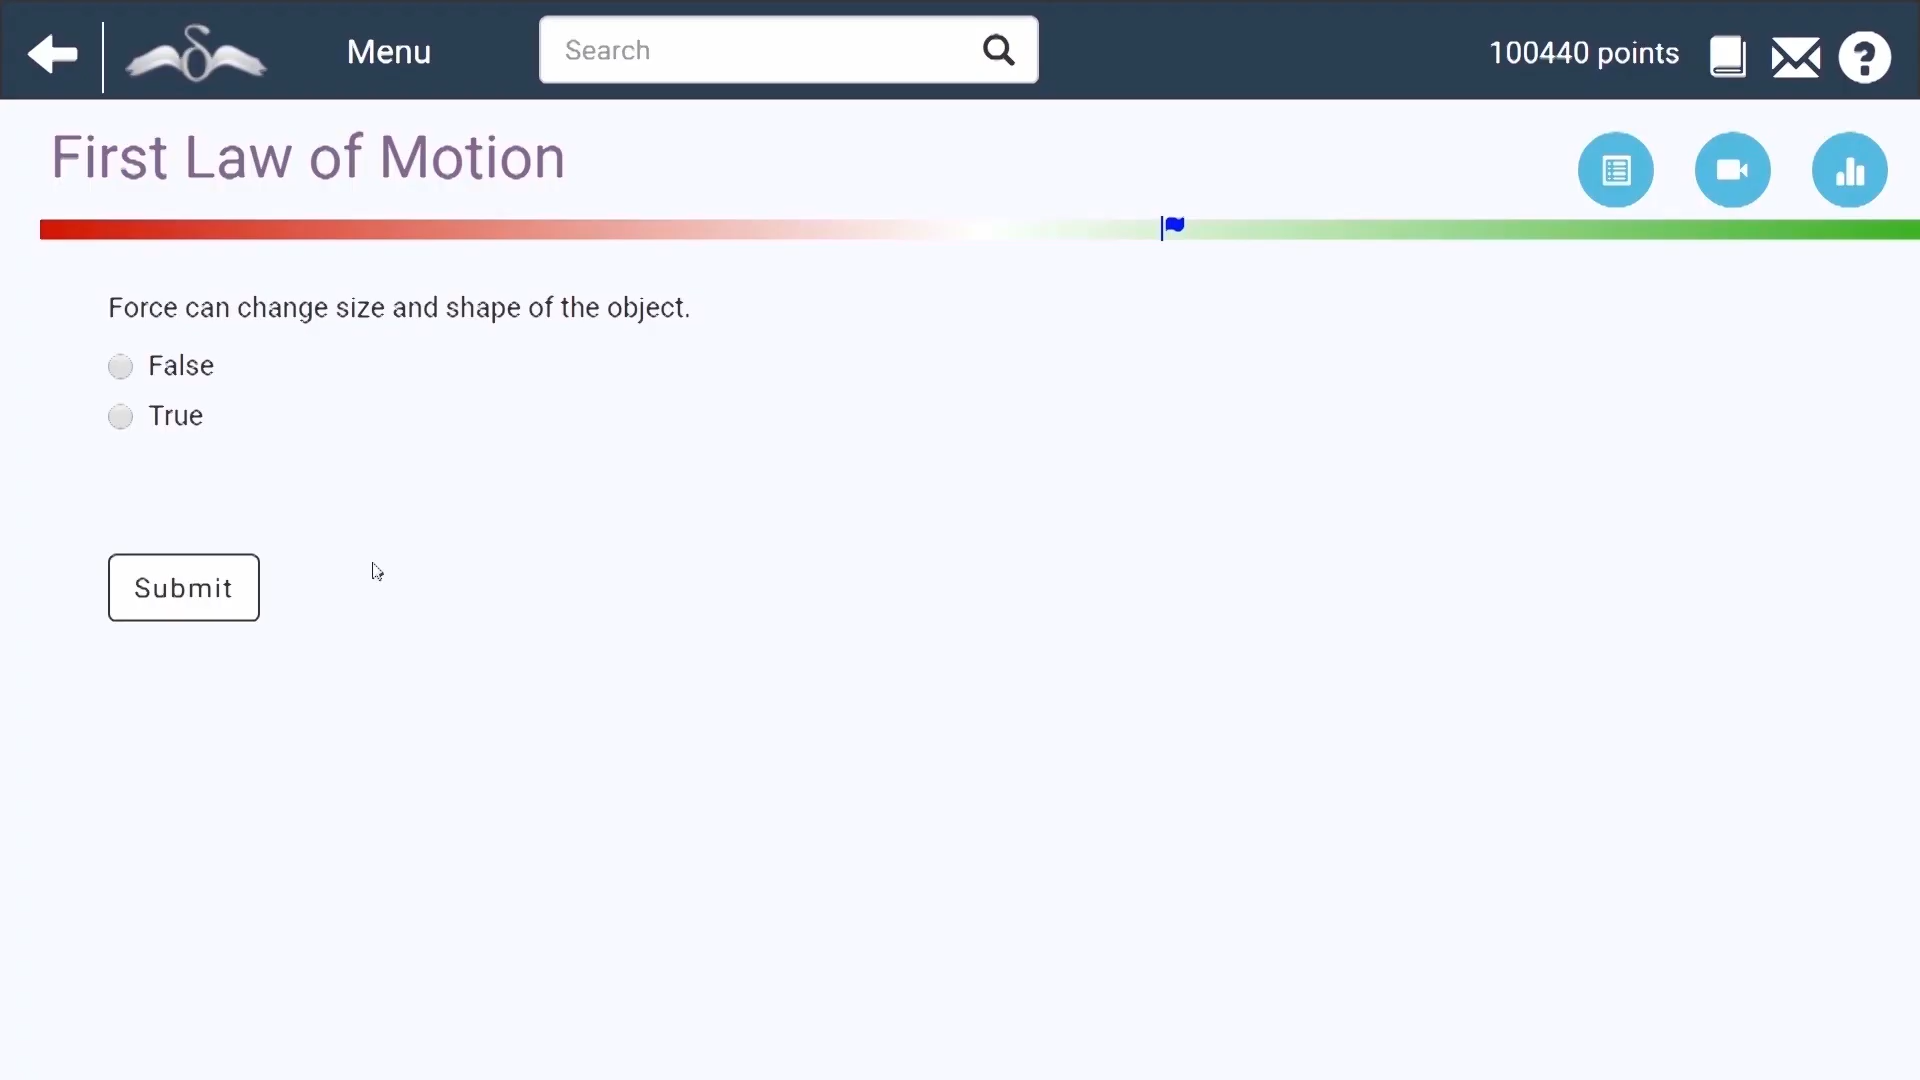 Menu
Search
100440 points
First Law of Motion
Force can change size and shape of the object.
False
True
Submit